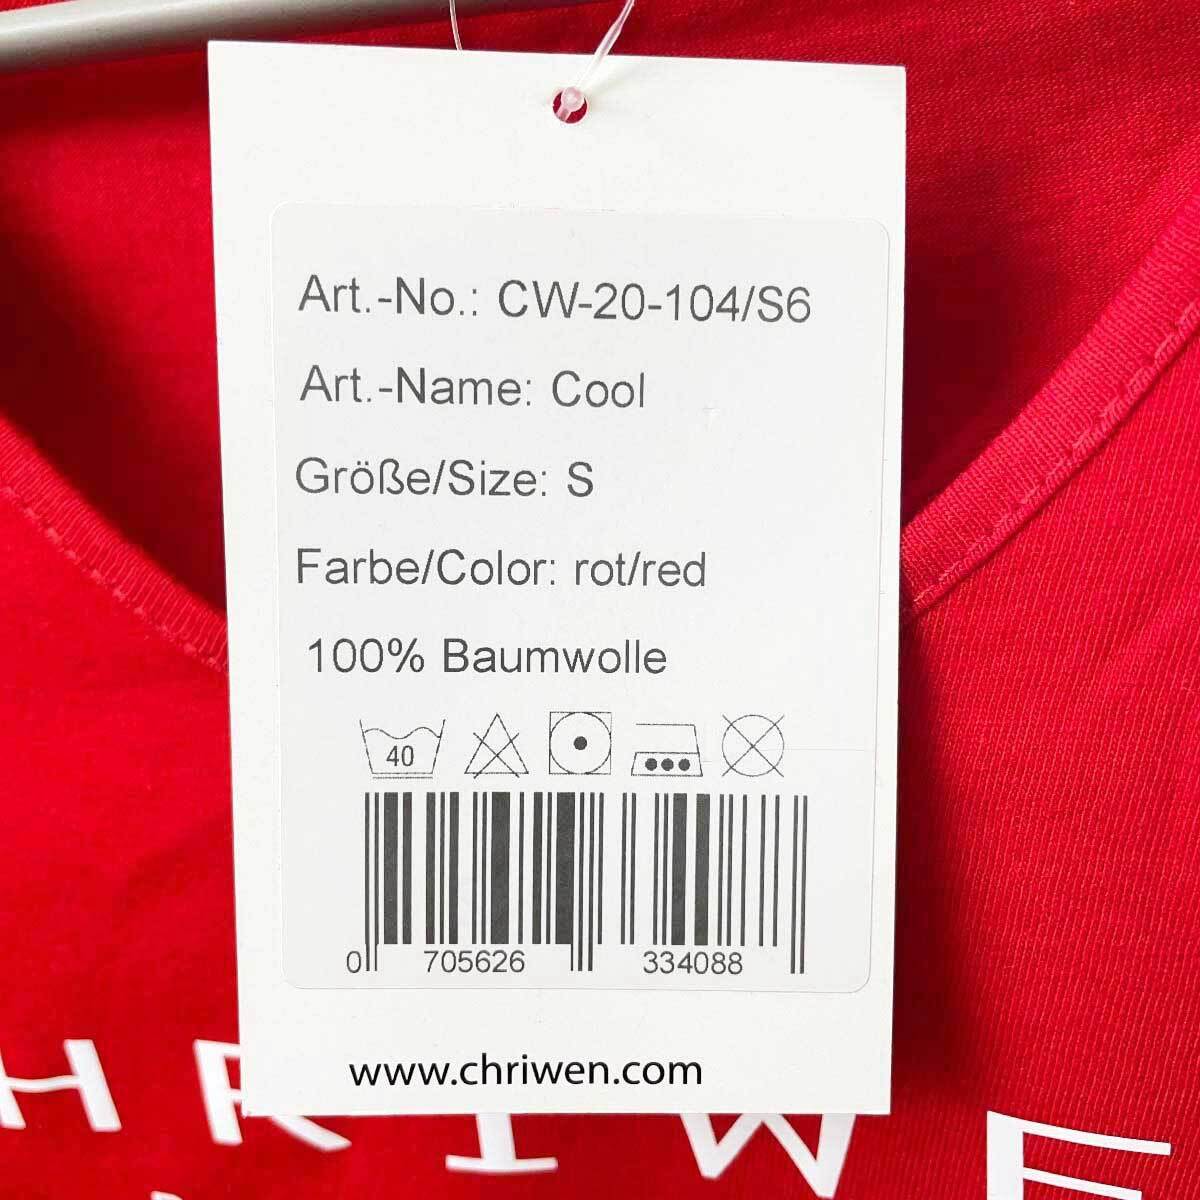 Art.-No.: CW-20-104/S6
Art.-Name: Cool
Größe/Size: S
Farbe/Color: rot/red
100% Baumwolle
40
0 705626 334088
www.chriwen.com
HRIWE